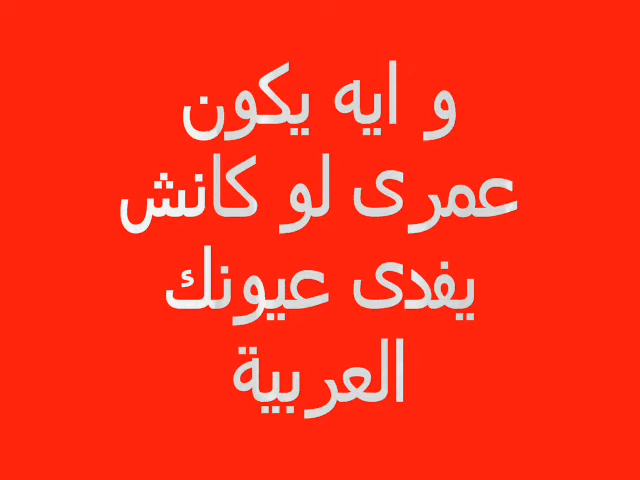 و ايه يكون
عمرى لو كانش
يفدى عيونك
العربية